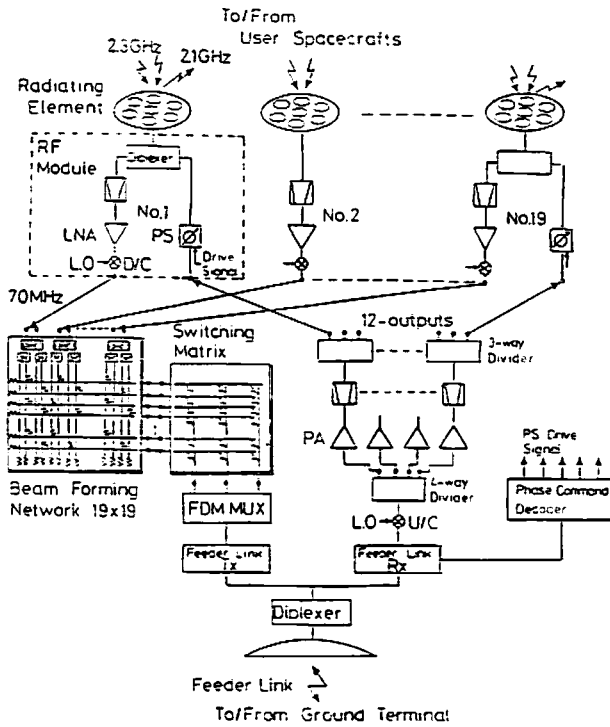 To/From
User Spacecrafts
2.3GHz
2.1GHz
Radiating
Element
RF
Module
Diplexer
No.1
No.2
No.19
LNA
PS
Drive
Signal
L.O
D/C
70MHz
Switching
Matrix
12-outputs
3-way
Divider
PA
PS Drive
Signal
Beam Forming
Network 19x19
FDM MUX
4-way
Divider
L.O
U/C
Phase Command
Decoder
Feeder Link
Tx
Feeder Link
Rx
Diplexer
Feeder Link
To/From Ground Terminal